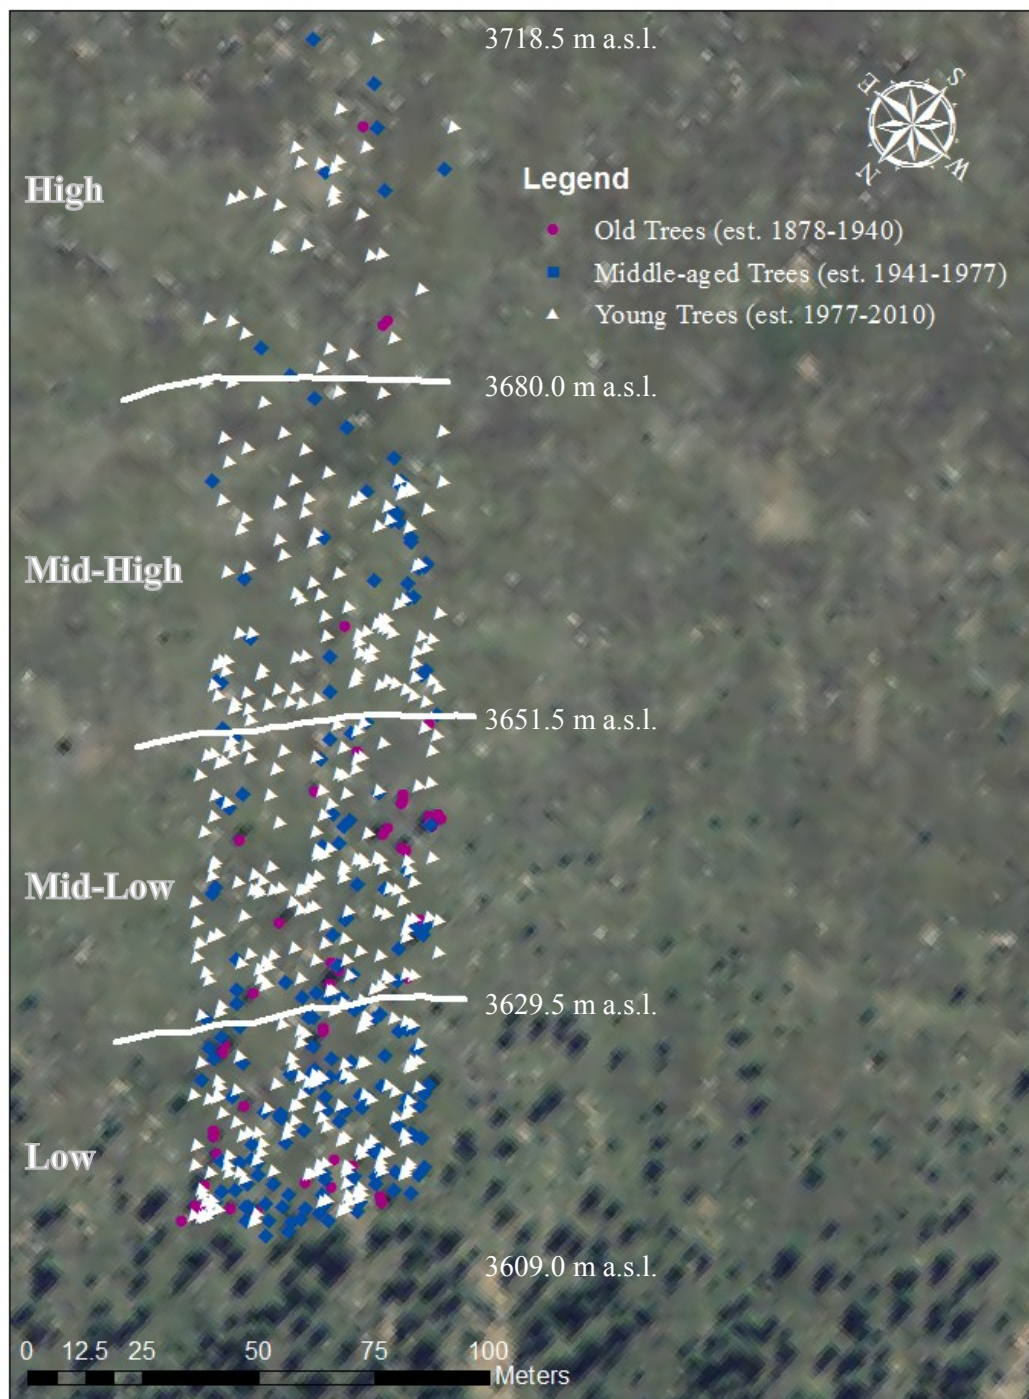 3718.5 m a.s.l.
E
S
N
W
High
Legend
Old Trees (est. 1878-1940)
Middle-aged Trees (est. 1941-1977)
Young Trees (est. 1977-2010)
3680.0 m a.s.l.
Mid-High
3651.5 m a.s.l.
Mid-Low
3629.5 m a.s.l.
Low
3609.0 m a.s.l.
0 12.5 25 50 75 100
Meters